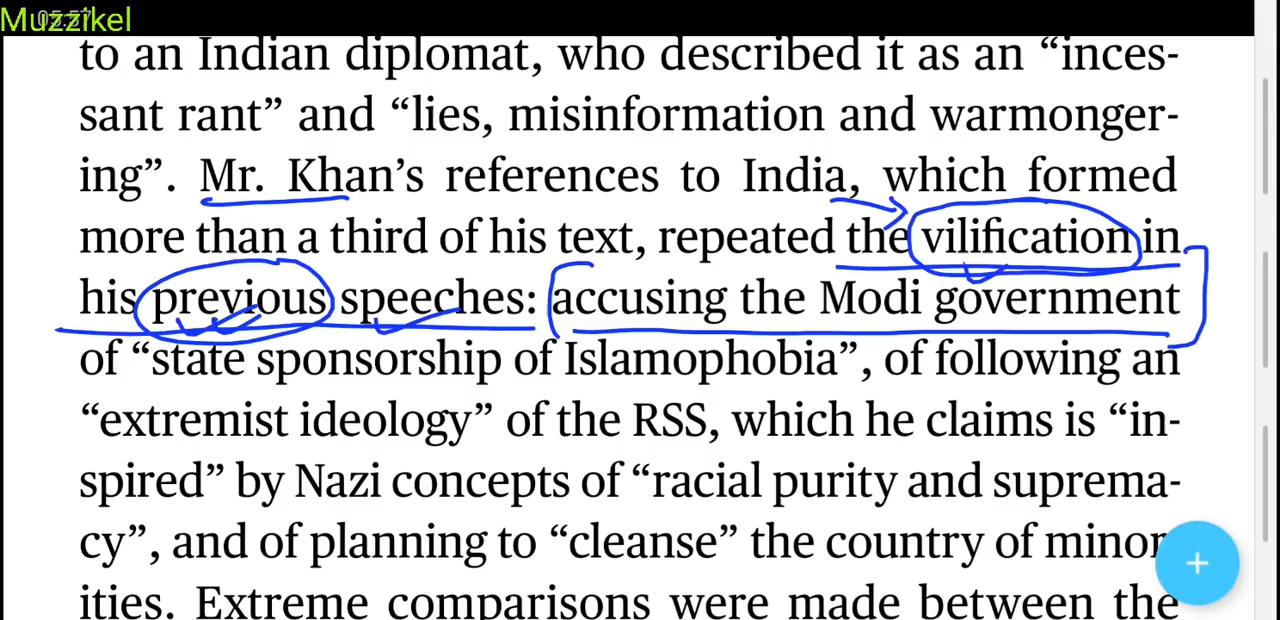 Muzzikel
05:57
to an Indian diplomat, who described it as an “inces-
sant rant” and “lies, misinformation and warmonger-
ing”. Mr. Khan’s references to India, which formed
more than a third of his text, repeated the vilification in
his previous speeches: accusing the Modi government
of “state sponsorship of Islamophobia”, of following an
“extremist ideology” of the RSS, which he claims is “in-
spired” by Nazi concepts of “racial purity and suprema-
cy”, and of planning to “cleanse” the country of minor
ities. Extreme comparisons were made between the